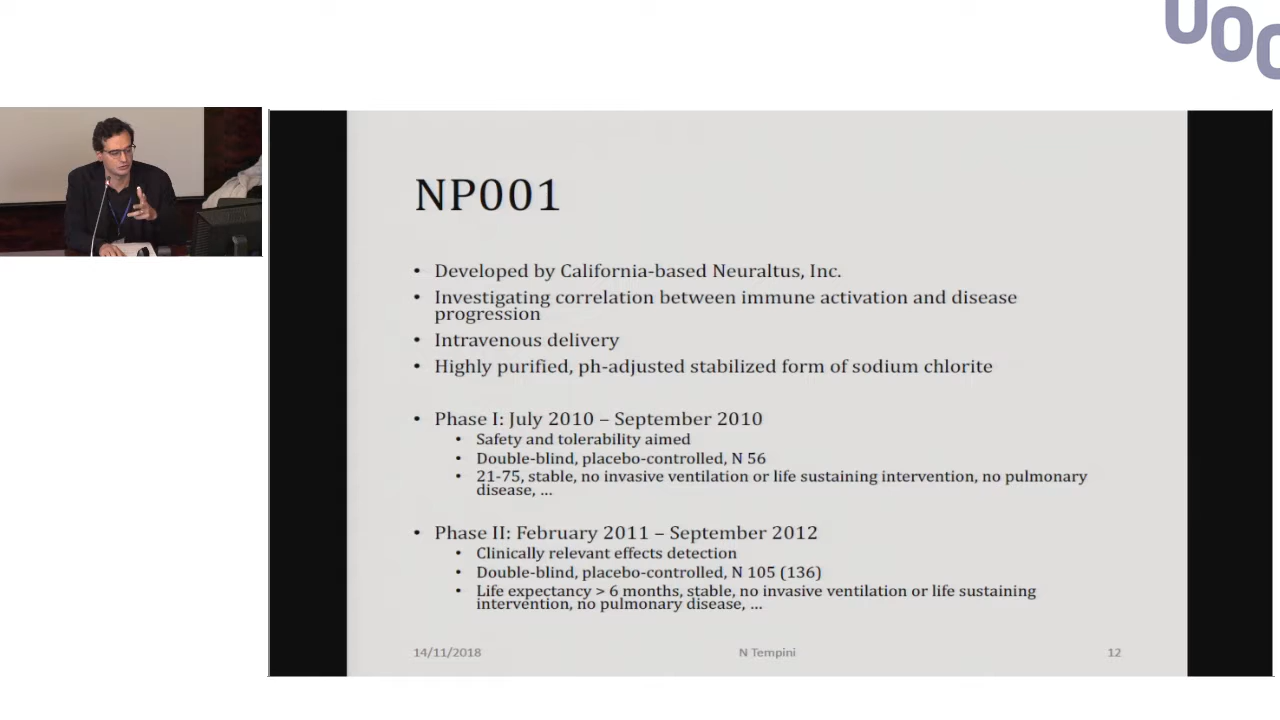 UOC
NP001
• Developed by California-based Neuraltus, Inc.
• Investigating correlation between immune activation and disease
progression
• Intravenous delivery
• Highly purified, ph-adjusted stabilized form of sodium chlorite
• Phase I: July 2010 – September 2010
• Safety and tolerability aimed
• Double-blind, placebo-controlled, N 56
• 21-75, stable, no invasive ventilation or life sustaining intervention, no pulmonary
disease, ...
• Phase II: February 2011 – September 2012
• Clinically relevant effects detection
• Double-blind, placebo-controlled, N 105 (136)
• Life expectancy > 6 months, stable, no invasive ventilation or life sustaining
intervention, no pulmonary disease, ...
14/11/2018
N Tempini
12